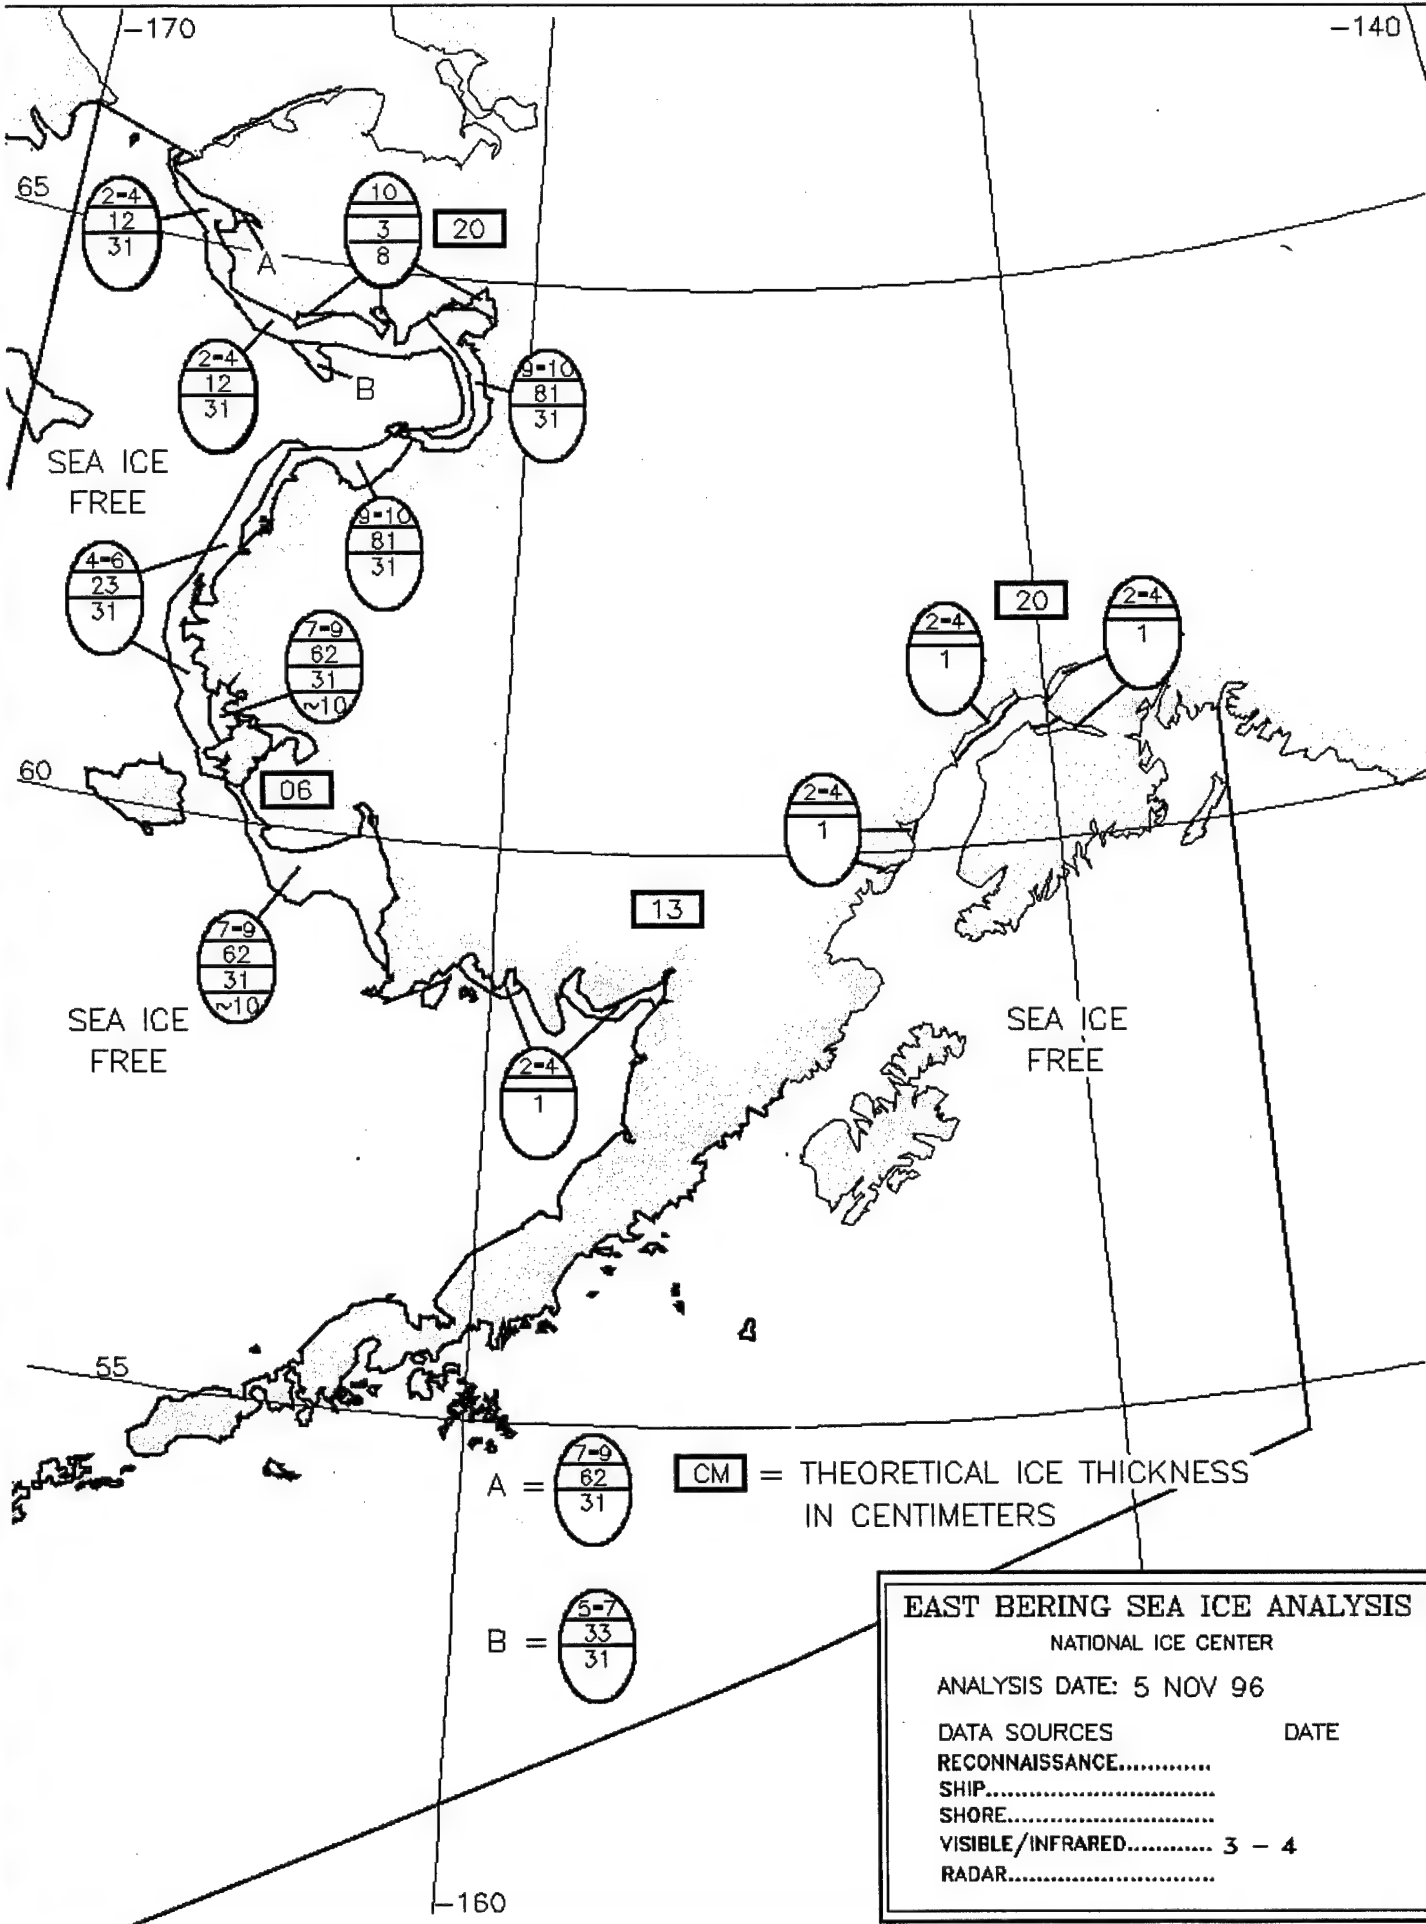 -170
-140
65
2-4
12
31
10
3
8
20
A
2-4
12
31
B
9-10
81
31
SEA ICE
FREE
9-10
81
31
4-6
23
31
7-9
62
31
~10
20
2-4
1
2-4
1
60
06
2-4
1
13
7-9
62
31
~10
SEA ICE
FREE
SEA ICE
FREE
2-4
1
55
A =
7-9
62
31
CM = THEORETICAL ICE THICKNESS
IN CENTIMETERS
B =
5-7
33
31
-160
EAST BERING SEA ICE ANALYSIS
NATIONAL ICE CENTER
ANALYSIS DATE: 5 NOV 96
DATA SOURCES DATE
RECONNAISSANCE.............
SHIP.................................
SHORE..............................
VISIBLE/INFRARED............ 3 - 4
RADAR..............................